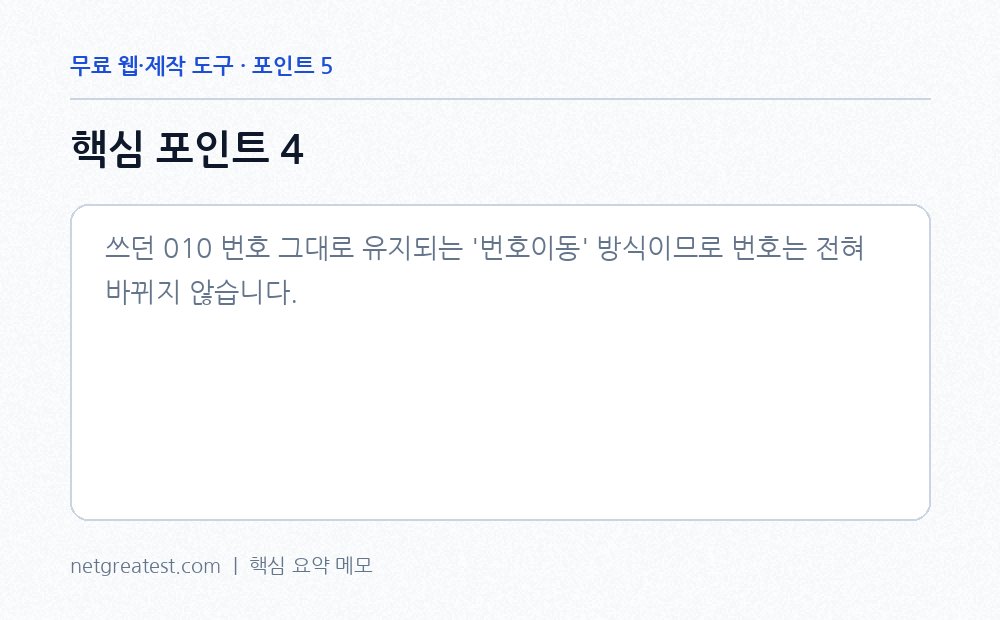 무료 웹·제작 도구 · 포인트 5
핵심 포인트 4
쓰던 010 번호 그대로 유지되는 '번호이동' 방식이므로 번호는 전혀
바뀌지 않습니다.
netgreatest.com | 핵심 요약 메모